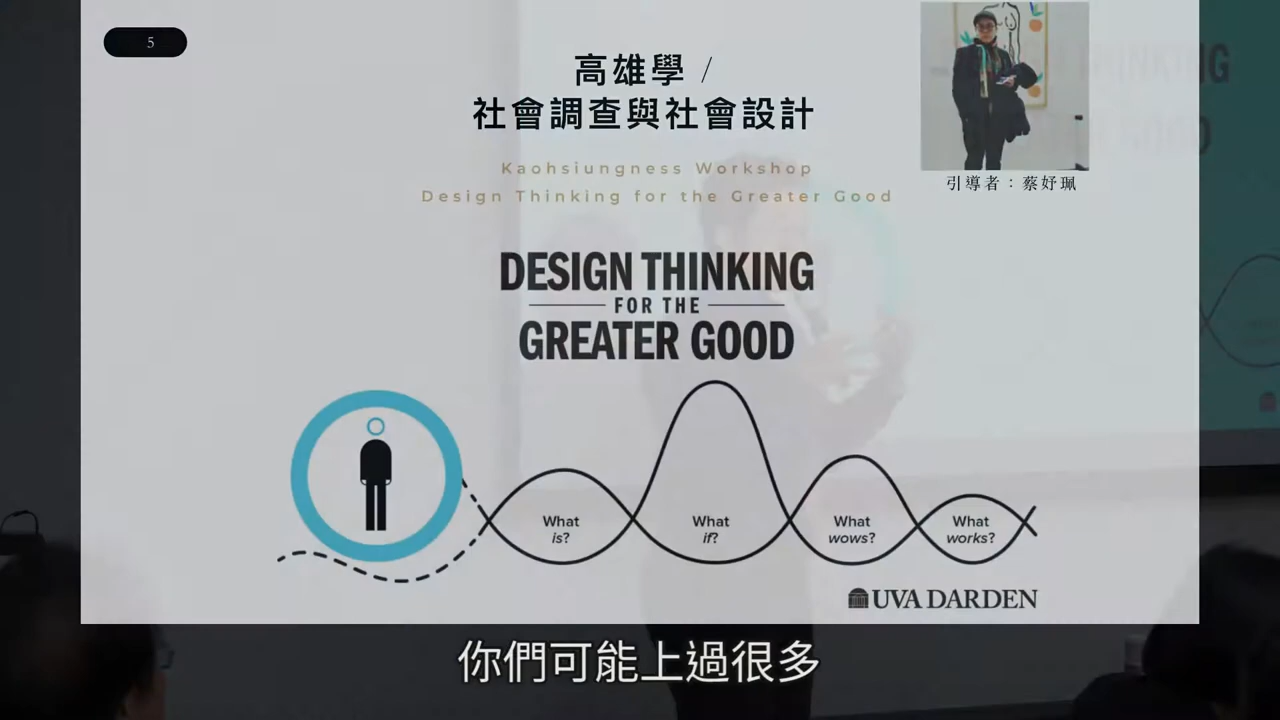 5
高雄學 /
社會調查與社會設計
引導者：蔡妤珮
Kaohsiungness Workshop
Design Thinking for the Greater Good
DESIGN THINKING
FOR THE
GREATER GOOD
What is?
What if?
What wows?
What works?
UVA DARDEN
你們可能上過很多